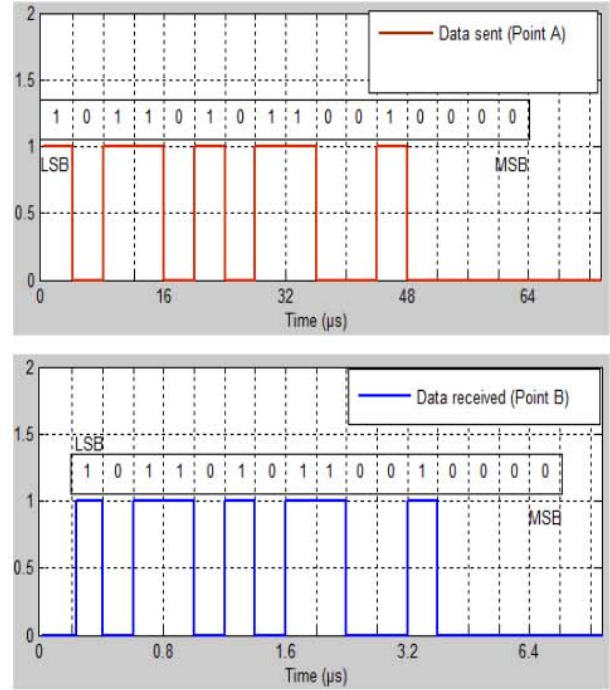 2
Data sent (Point A)
1.5
1 0 1 1 0 1 0 1 1 0 0 1 0 0 0 0
1
LSB MSB
0.5
0
0 16 32 48 64
Time (µs)
2
Data received (Point B)
1.5
LSB
1 0 1 1 0 1 0 1 1 0 0 1 0 0 0 0
1
MSB
0.5
0
0 0.8 1.6 3.2 6.4
Time (µs)